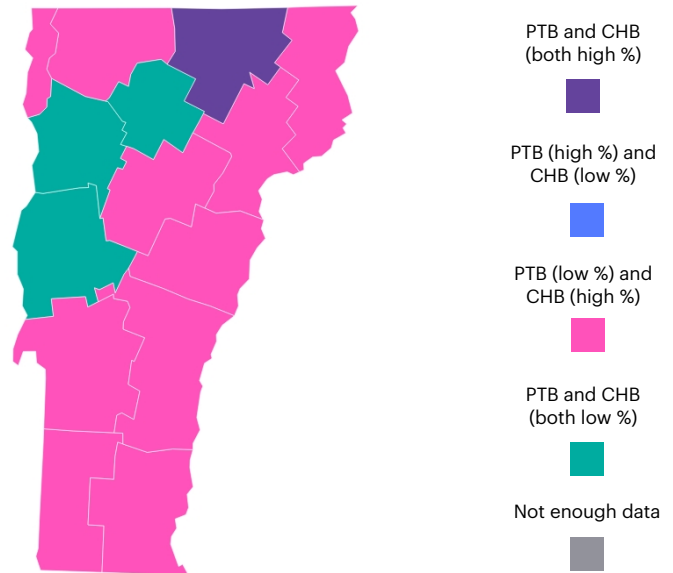 PTB and CHB
(both high %)
PTB (high %) and
CHB (low %)
PTB (low %) and
CHB (high %)
PTB and CHB
(both low %)
Not enough data